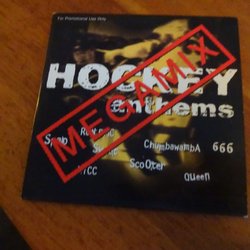 For Promotional Use Only
HOCKEY
anthems
MEGAMIX
Chumbawamba 666
Scooter
Queen